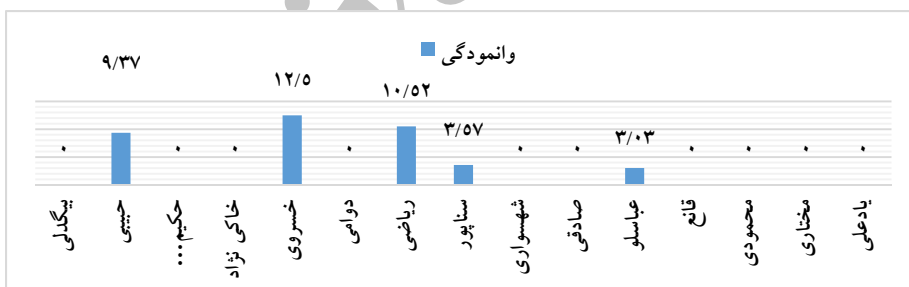 وانمودگی
۰ ۹/۳۷ ۰ ۰ ۱۲/۵ ۰ ۱۰/۵۲ ۳/۵۷ ۰ ۰ ۳/۰۳ ۰ ۰ ۰ ۰
بیگدلی
حبیبی
حکیم...
خاکی نژاد
خسروی
دوامی
ریاضی
سناپور
شهسواری
صادقی
عباسلو
قانع
محمودی
مختاری
یادعلی